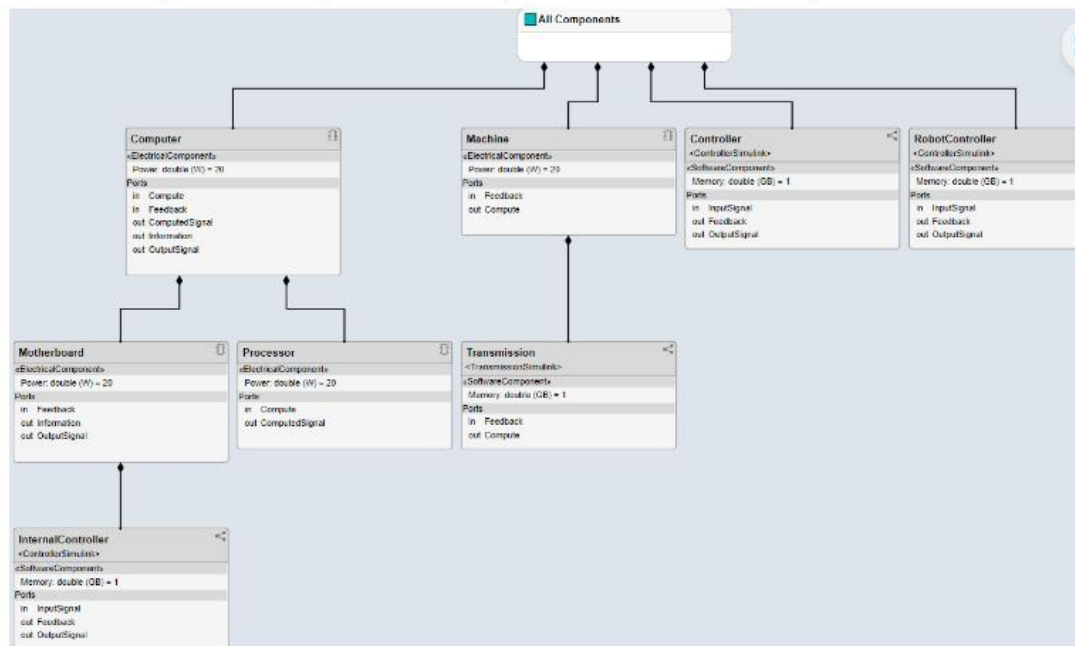 All Components
Computer
«ElectricalComponent»
Power: double (W) = 20
Ports
in Compute
in Feedback
out ComputedSignal
out Information
out OutputSignal
Machine
«ElectricalComponent»
Power: double (W) = 20
Ports
in Feedback
out Compute
Controller
<ControllerSimulink>
«SoftwareComponent»
Memory: double (GB) = 1
Ports
in InputSignal
out Feedback
out OutputSignal
RobotController
<ControllerSimulink>
«SoftwareComponent»
Memory: double (GB) = 1
Ports
in InputSignal
out Feedback
out OutputSignal
Motherboard
«ElectricalComponent»
Power: double (W) = 20
Ports
in Feedback
out Information
out OutputSignal
Processor
«ElectricalComponent»
Power: double (W) = 20
Ports
in Compute
out ComputedSignal
Transmission
<TransmissionSimulink>
«SoftwareComponent»
Memory: double (GB) = 1
Ports
in Feedback
out Compute
InternalController
<ControllerSimulink>
«SoftwareComponent»
Memory: double (GB) = 1
Ports
in InputSignal
out Feedback
out OutputSignal